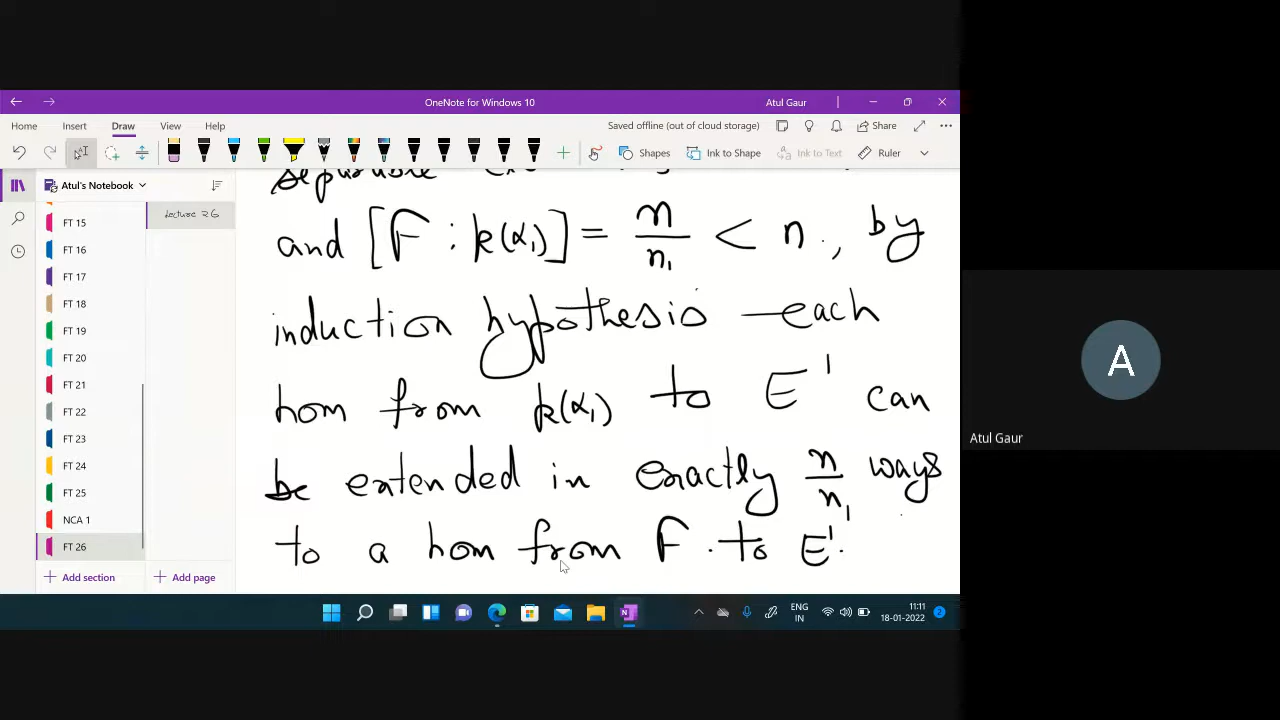 OneNote for Windows 10
Atul Gaur
Home Insert Draw View Help
Saved offline (out of cloud storage)
Share
Shapes
Ink to Shape
Ink to Text
Ruler
Atul's Notebook
Lecture 26
FT 15
FT 16
FT 17
FT 18
FT 19
FT 20
FT 21
FT 22
FT 23
FT 24
FT 25
NCA 1
FT 26
Add section
Add page
separable
and [F : k(α₁)] = n/n₁ < n., by
induction hypothesis each
hom from k(α₁) to E' can
be extended in exactly n/n₁ ways
to a hom from F. to E'.
ENG
IN
11:11
18-01-2022
2
A
Atul Gaur